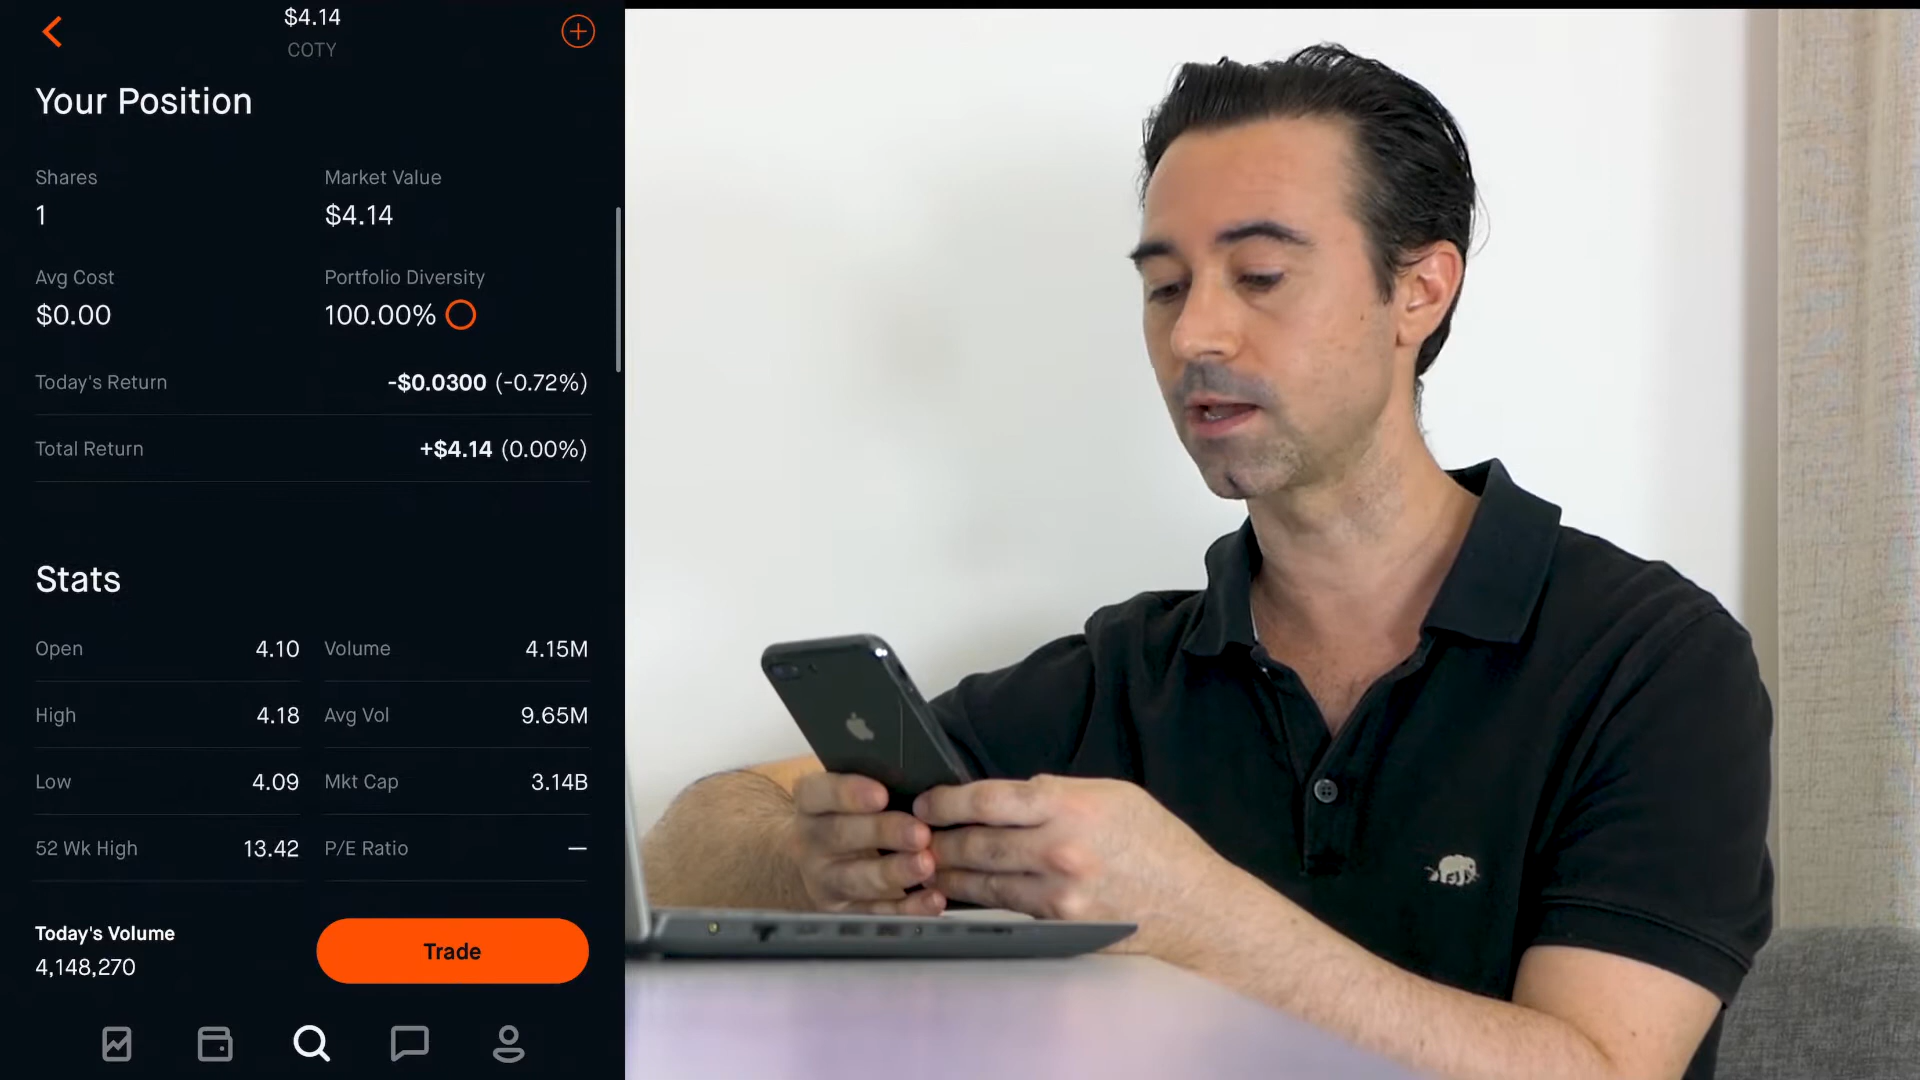 $4.14
COTY
Your Position
Shares
Market Value
1
$4.14
Avg Cost
Portfolio Diversity
$0.00
100.00%
Today's Return
-$0.0300 (-0.72%)
Total Return
+$4.14 (0.00%)
Stats
Open
4.10
Volume
4.15M
High
4.18
Avg Vol
9.65M
Low
4.09
Mkt Cap
3.14B
52 Wk High
13.42
P/E Ratio
—
Today's Volume
4,148,270
Trade